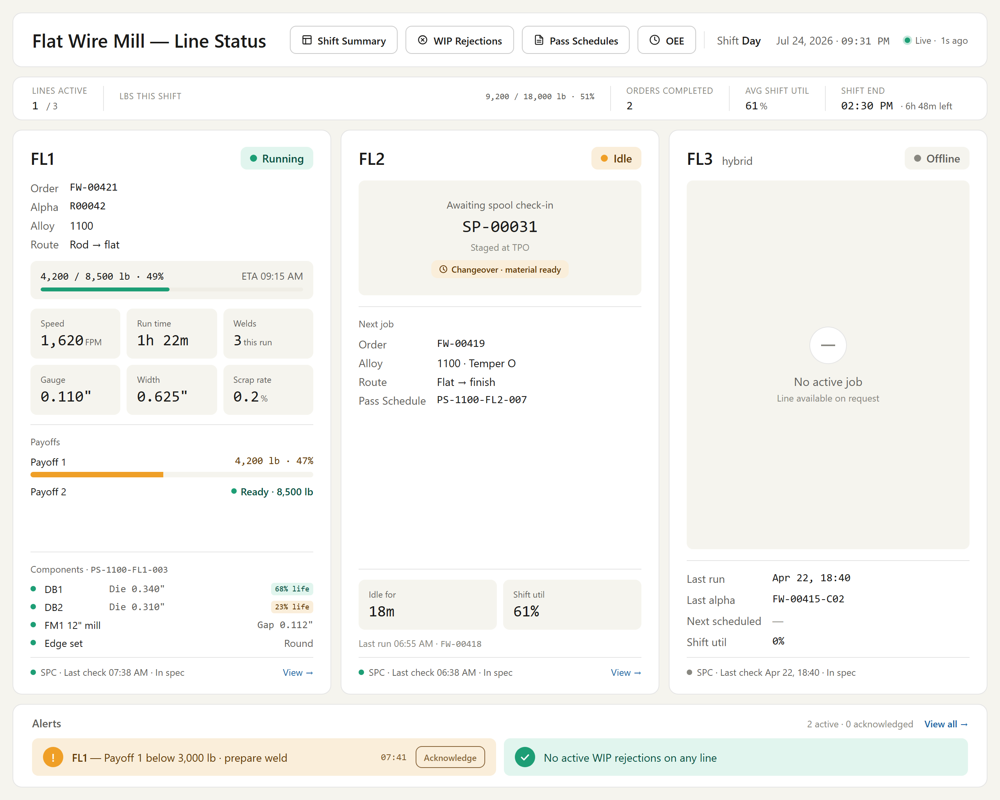 Flat Wire Mill — Line Status
Shift Summary
WIP Rejections
Pass Schedules
OEE
Shift Day
Jul 24, 2026 · 09:31 PM
Live · 1s ago
LINES ACTIVE
1 / 3
LBS THIS SHIFT
9,200 / 18,000 lb · 51%
ORDERS COMPLETED
2
AVG SHIFT UTIL
61%
SHIFT END
02:30 PM · 6h 48m left
FL1
Running
Order FW-00421
Alpha R00042
Alloy 1100
Route Rod → flat
4,200 / 8,500 lb · 49%
ETA 09:15 AM
Speed
1,620 FPM
Run time
1h 22m
Welds
3 this run
Gauge
0.110"
Width
0.625"
Scrap rate
0.2%
Payoffs
Payoff 1 4,200 lb · 47%
Payoff 2 Ready · 8,500 lb
Components · PS-1100-FL1-003
DB1 Die 0.340" 68% life
DB2 Die 0.310" 23% life
FM1 12" mill Gap 0.112"
Edge set Round
SPC · Last check 07:38 AM · In spec View →
FL2
Idle
Awaiting spool check-in
SP-00031
Staged at TPO
Changeover · material ready
Next job
Order FW-00419
Alloy 1100 · Temper O
Route Flat → finish
Pass Schedule PS-1100-FL2-007
Idle for
18m
Shift util
61%
Last run 06:55 AM · FW-00418
SPC · Last check 06:38 AM · In spec View →
FL3 hybrid
Offline
No active job
Line available on request
Last run Apr 22, 18:40
Last alpha FW-00415-C02
Next scheduled —
Shift util 0%
SPC · Last check Apr 22, 18:40 · In spec
Alerts
2 active · 0 acknowledged View all →
! FL1 — Payoff 1 below 3,000 lb · prepare weld 07:41 Acknowledge
No active WIP rejections on any line